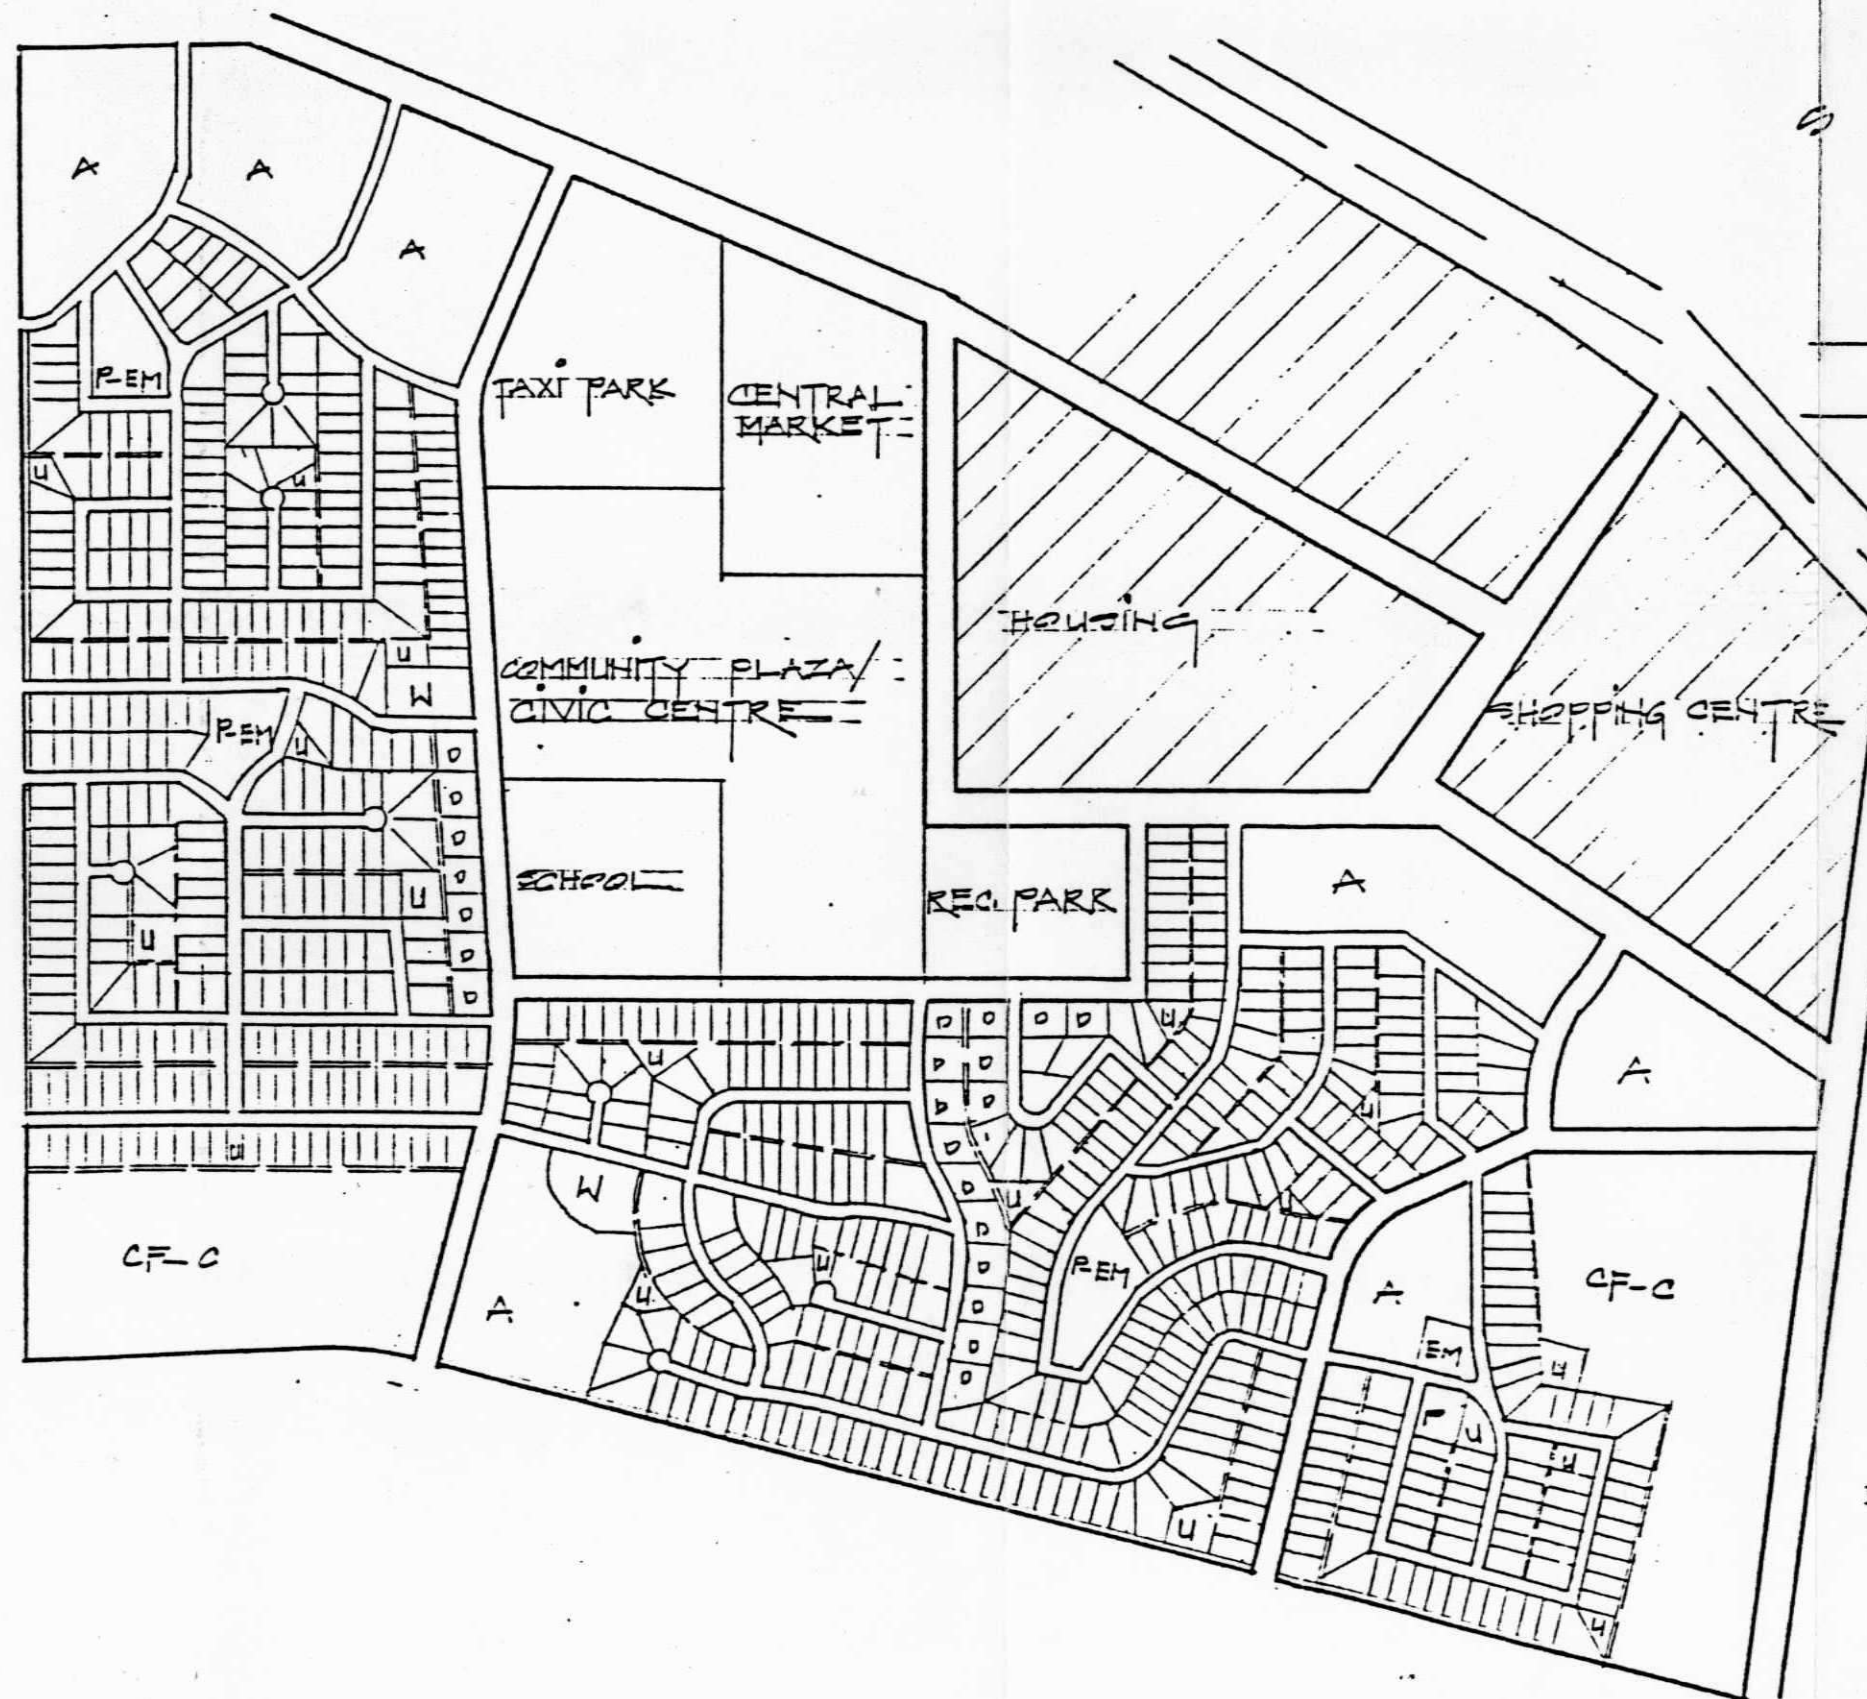 S
A
A
A
P-EM
TAXI PARK
CENTRAL
MARKET
U
U
HOUSING
U
COMMUNITY PLAZA/
CIVIC CENTRE
W
SHOPPING CENTRE
P-EM
U
D
D
D
SCHOOL
A
D
U
REC. PARK
D
U
D
D
D
D
D
D
U
U
D
D
A
D
D
U
U
D
W
D
U
U
D
CF-C
U
D
P-EM
CF-C
A
U
D
A
D
D
EM
U
D
U
U
U
U